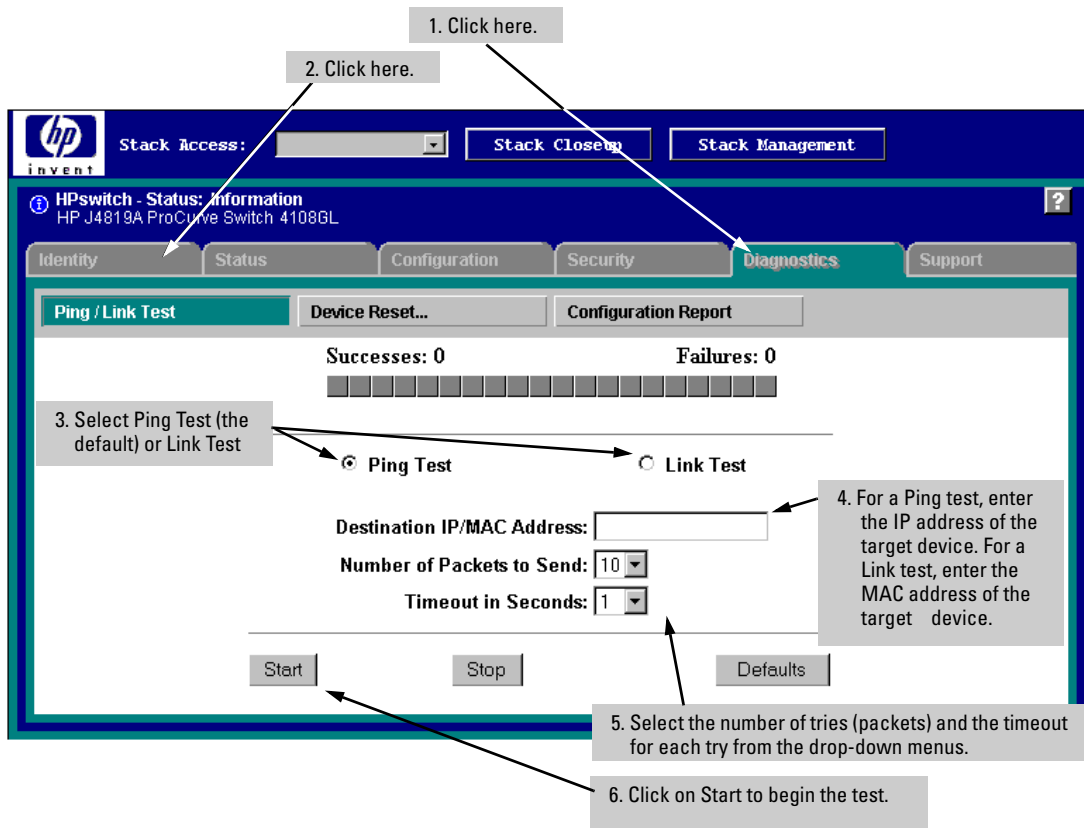 1. Click here.
2. Click here.
hp
invent
Stack Access:
Stack Closeup
Stack Management
HPswitch - Status: Information
HP J4819A ProCurve Switch 4108GL
?
Identity
Status
Configuration
Security
Diagnostics
Support
Ping / Link Test
Device Reset...
Configuration Report
Successes: 0
Failures: 0
3. Select Ping Test (the
default) or Link Test
Ping Test
Link Test
Destination IP/MAC Address:
Number of Packets to Send: 10
Timeout in Seconds: 1
4. For a Ping test, enter
the IP address of the
target device. For a
Link test, enter the
MAC address of the
target device.
Start
Stop
Defaults
5. Select the number of tries (packets) and the timeout
for each try from the drop-down menus.
6. Click on Start to begin the test.